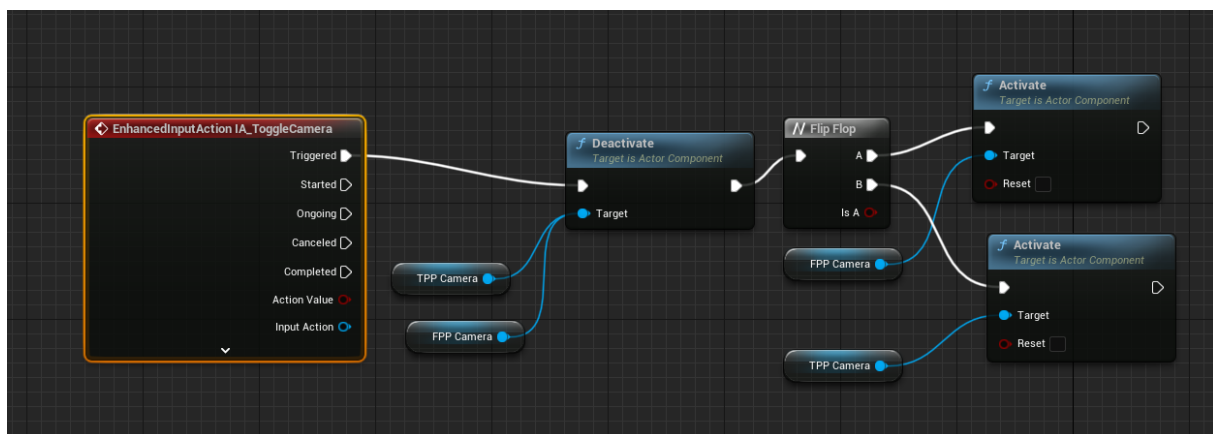 EnhancedInputAction IA_ToggleCamera
Triggered
Started
Ongoing
Canceled
Completed
Action Value
Input Action
TPP Camera
FPP Camera
f Deactivate
Target is Actor Component
Target
Flip Flop
A
B
Is A
FPP Camera
TPP Camera
f Activate
Target is Actor Component
Target
Reset
f Activate
Target is Actor Component
Target
Reset